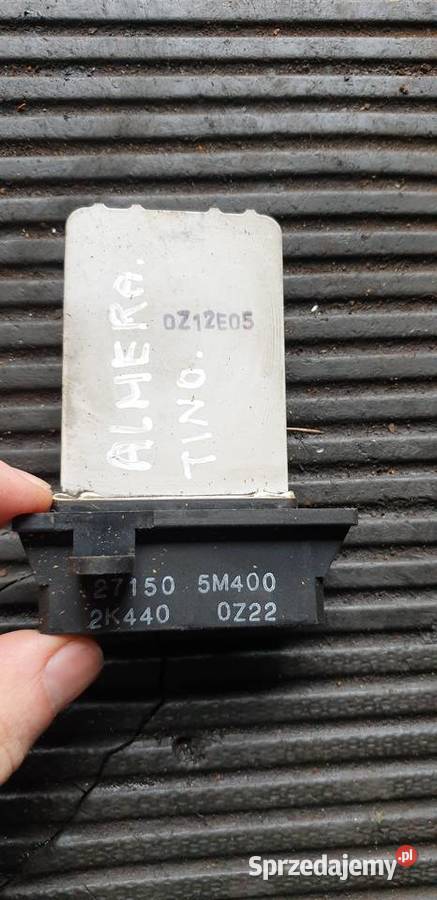 0Z12E05
ALMERA.
TINO.
27150 5M400
2K440 0Z22
Sprzedajemy.pl